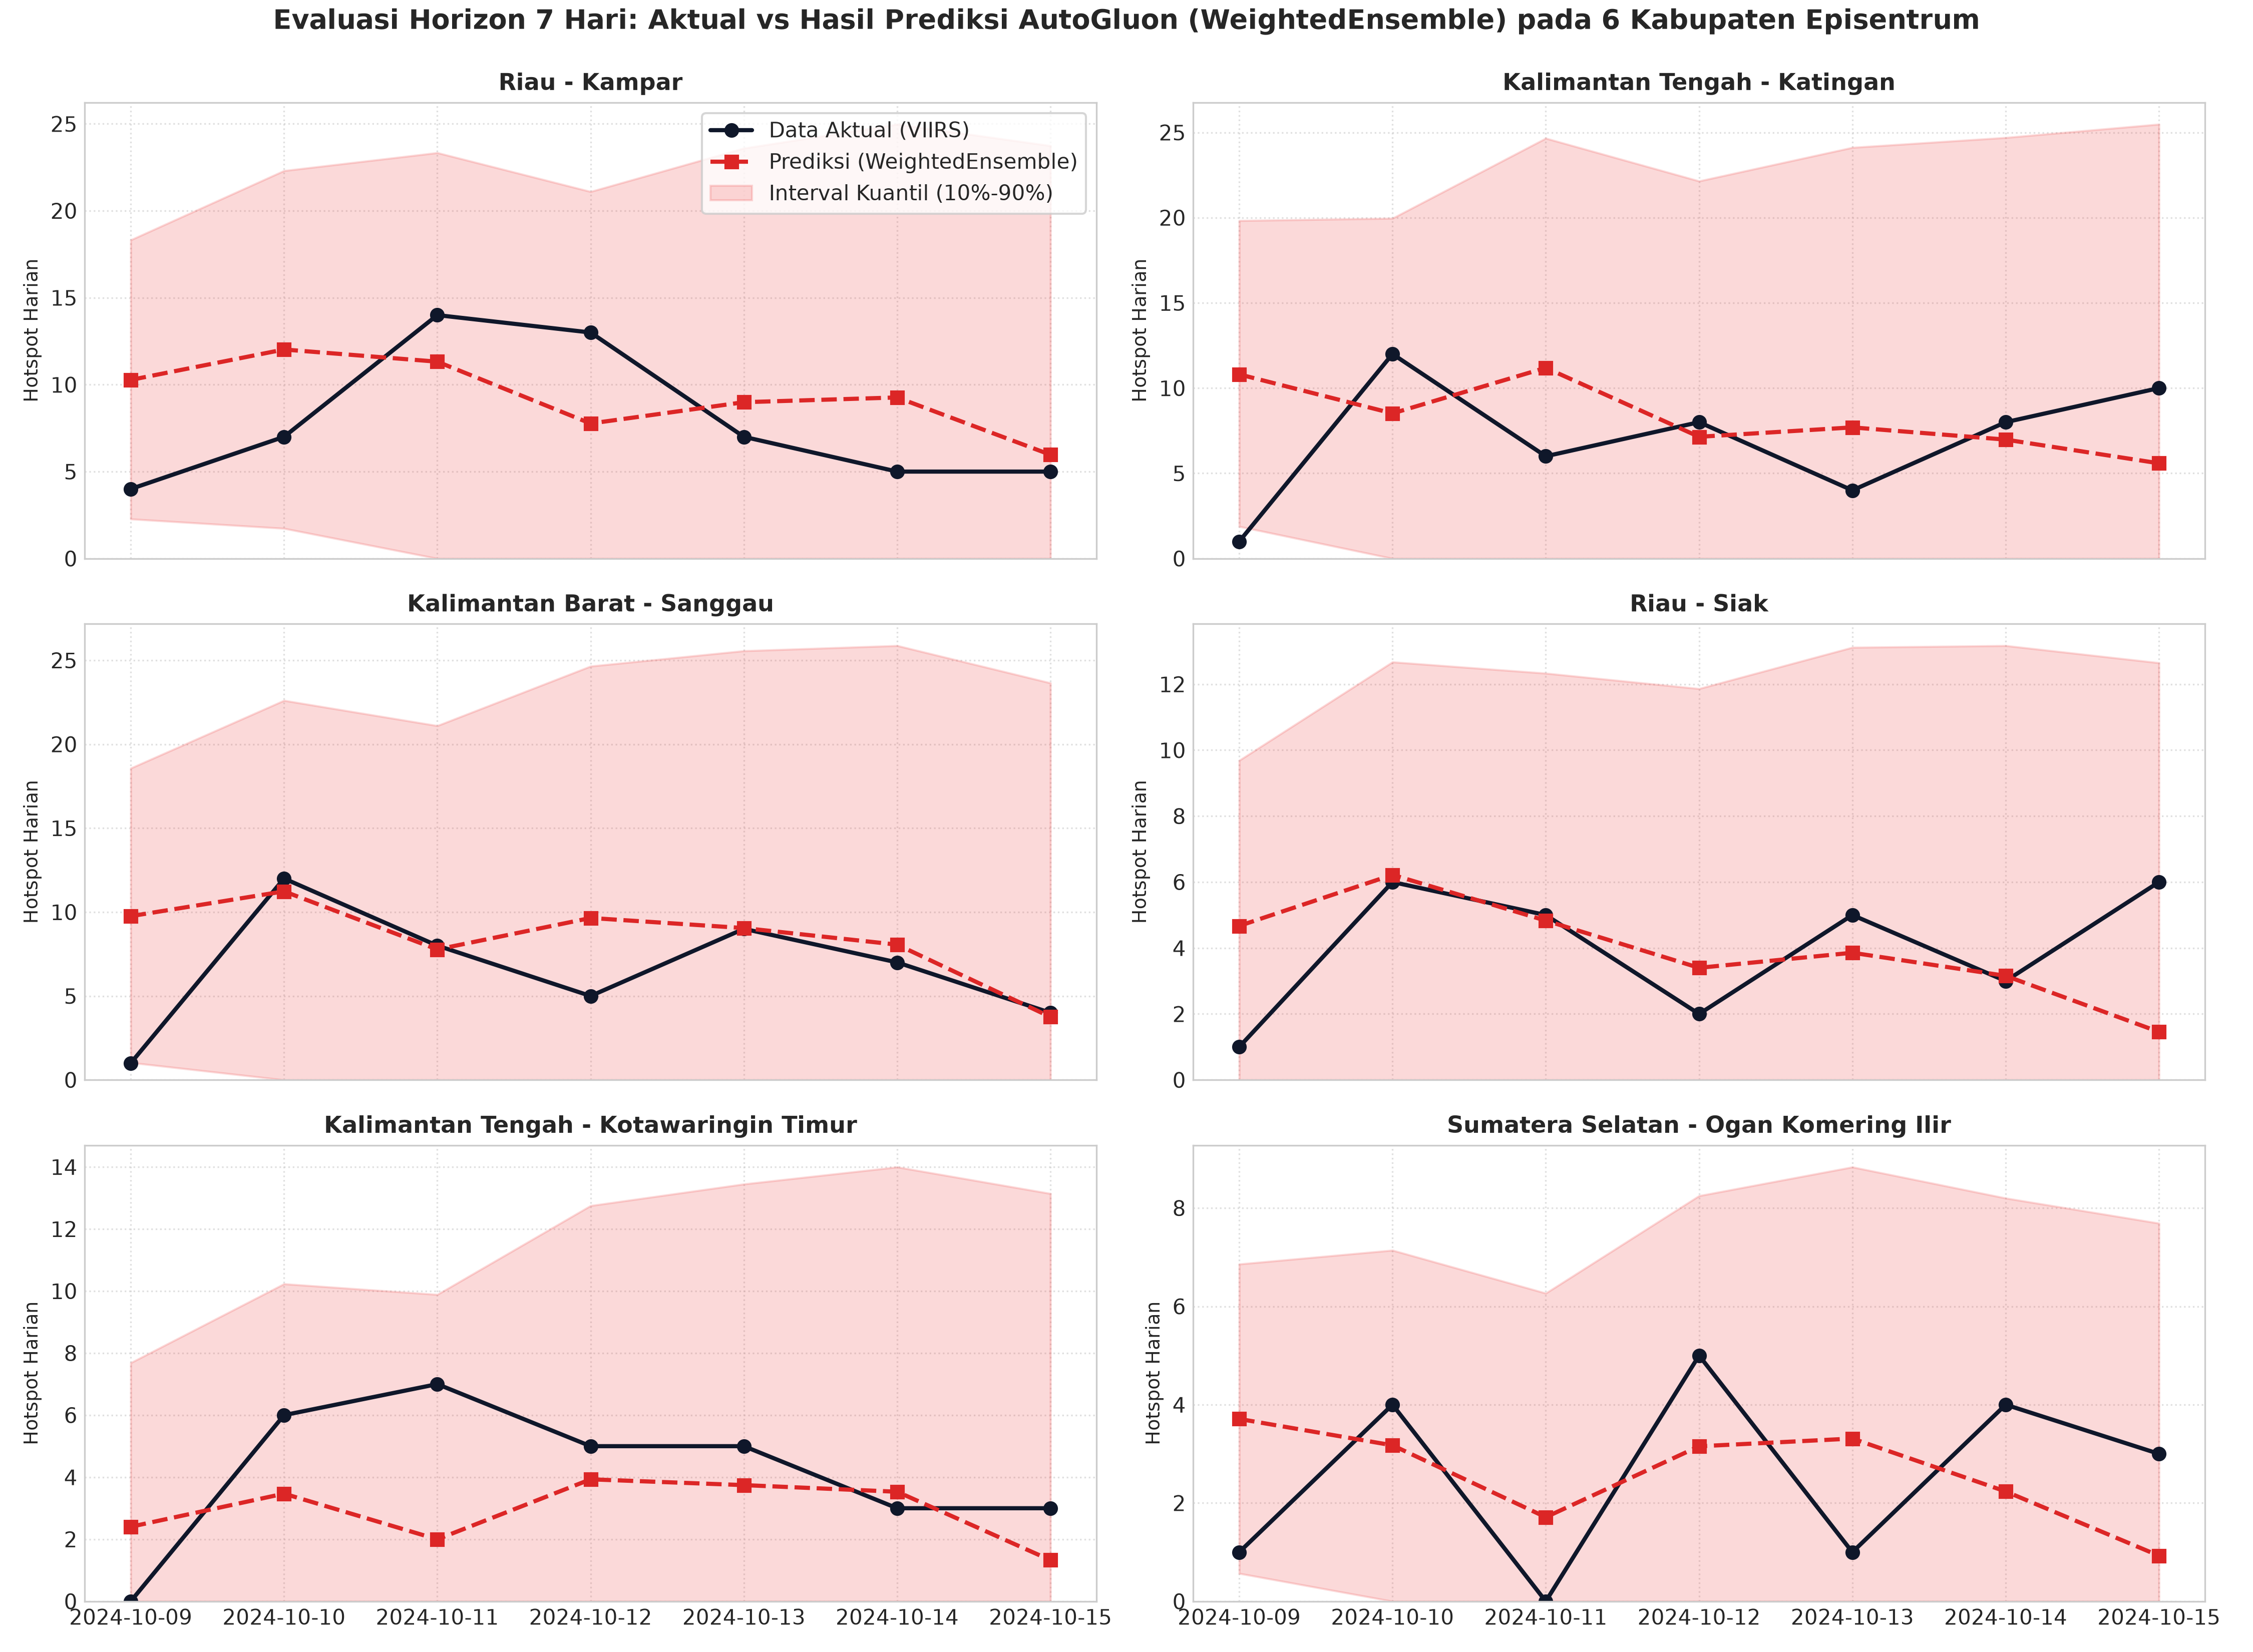 Evaluasi Horizon 7 Hari: Aktual vs Hasil Prediksi AutoGluon (WeightedEnsemble) pada 6 Kabupaten Episentrum
Riau - Kampar
Hotspot Harian
25
20
15
10
5
0
Data Aktual (VIIRS)
Prediksi (WeightedEnsemble)
Interval Kuantil (10%-90%)
Kalimantan Tengah - Katingan
Hotspot Harian
25
20
15
10
5
0
Kalimantan Barat - Sanggau
Hotspot Harian
25
20
15
10
5
0
Riau - Siak
Hotspot Harian
12
10
8
6
4
2
0
Kalimantan Tengah - Kotawaringin Timur
Hotspot Harian
14
12
10
8
6
4
2
0
2024-10-09 2024-10-10 2024-10-11 2024-10-12 2024-10-13 2024-10-14 2024-10-15
Sumatera Selatan - Ogan Komering Ilir
Hotspot Harian
8
6
4
2
0
2024-10-09 2024-10-10 2024-10-11 2024-10-12 2024-10-13 2024-10-14 2024-10-15